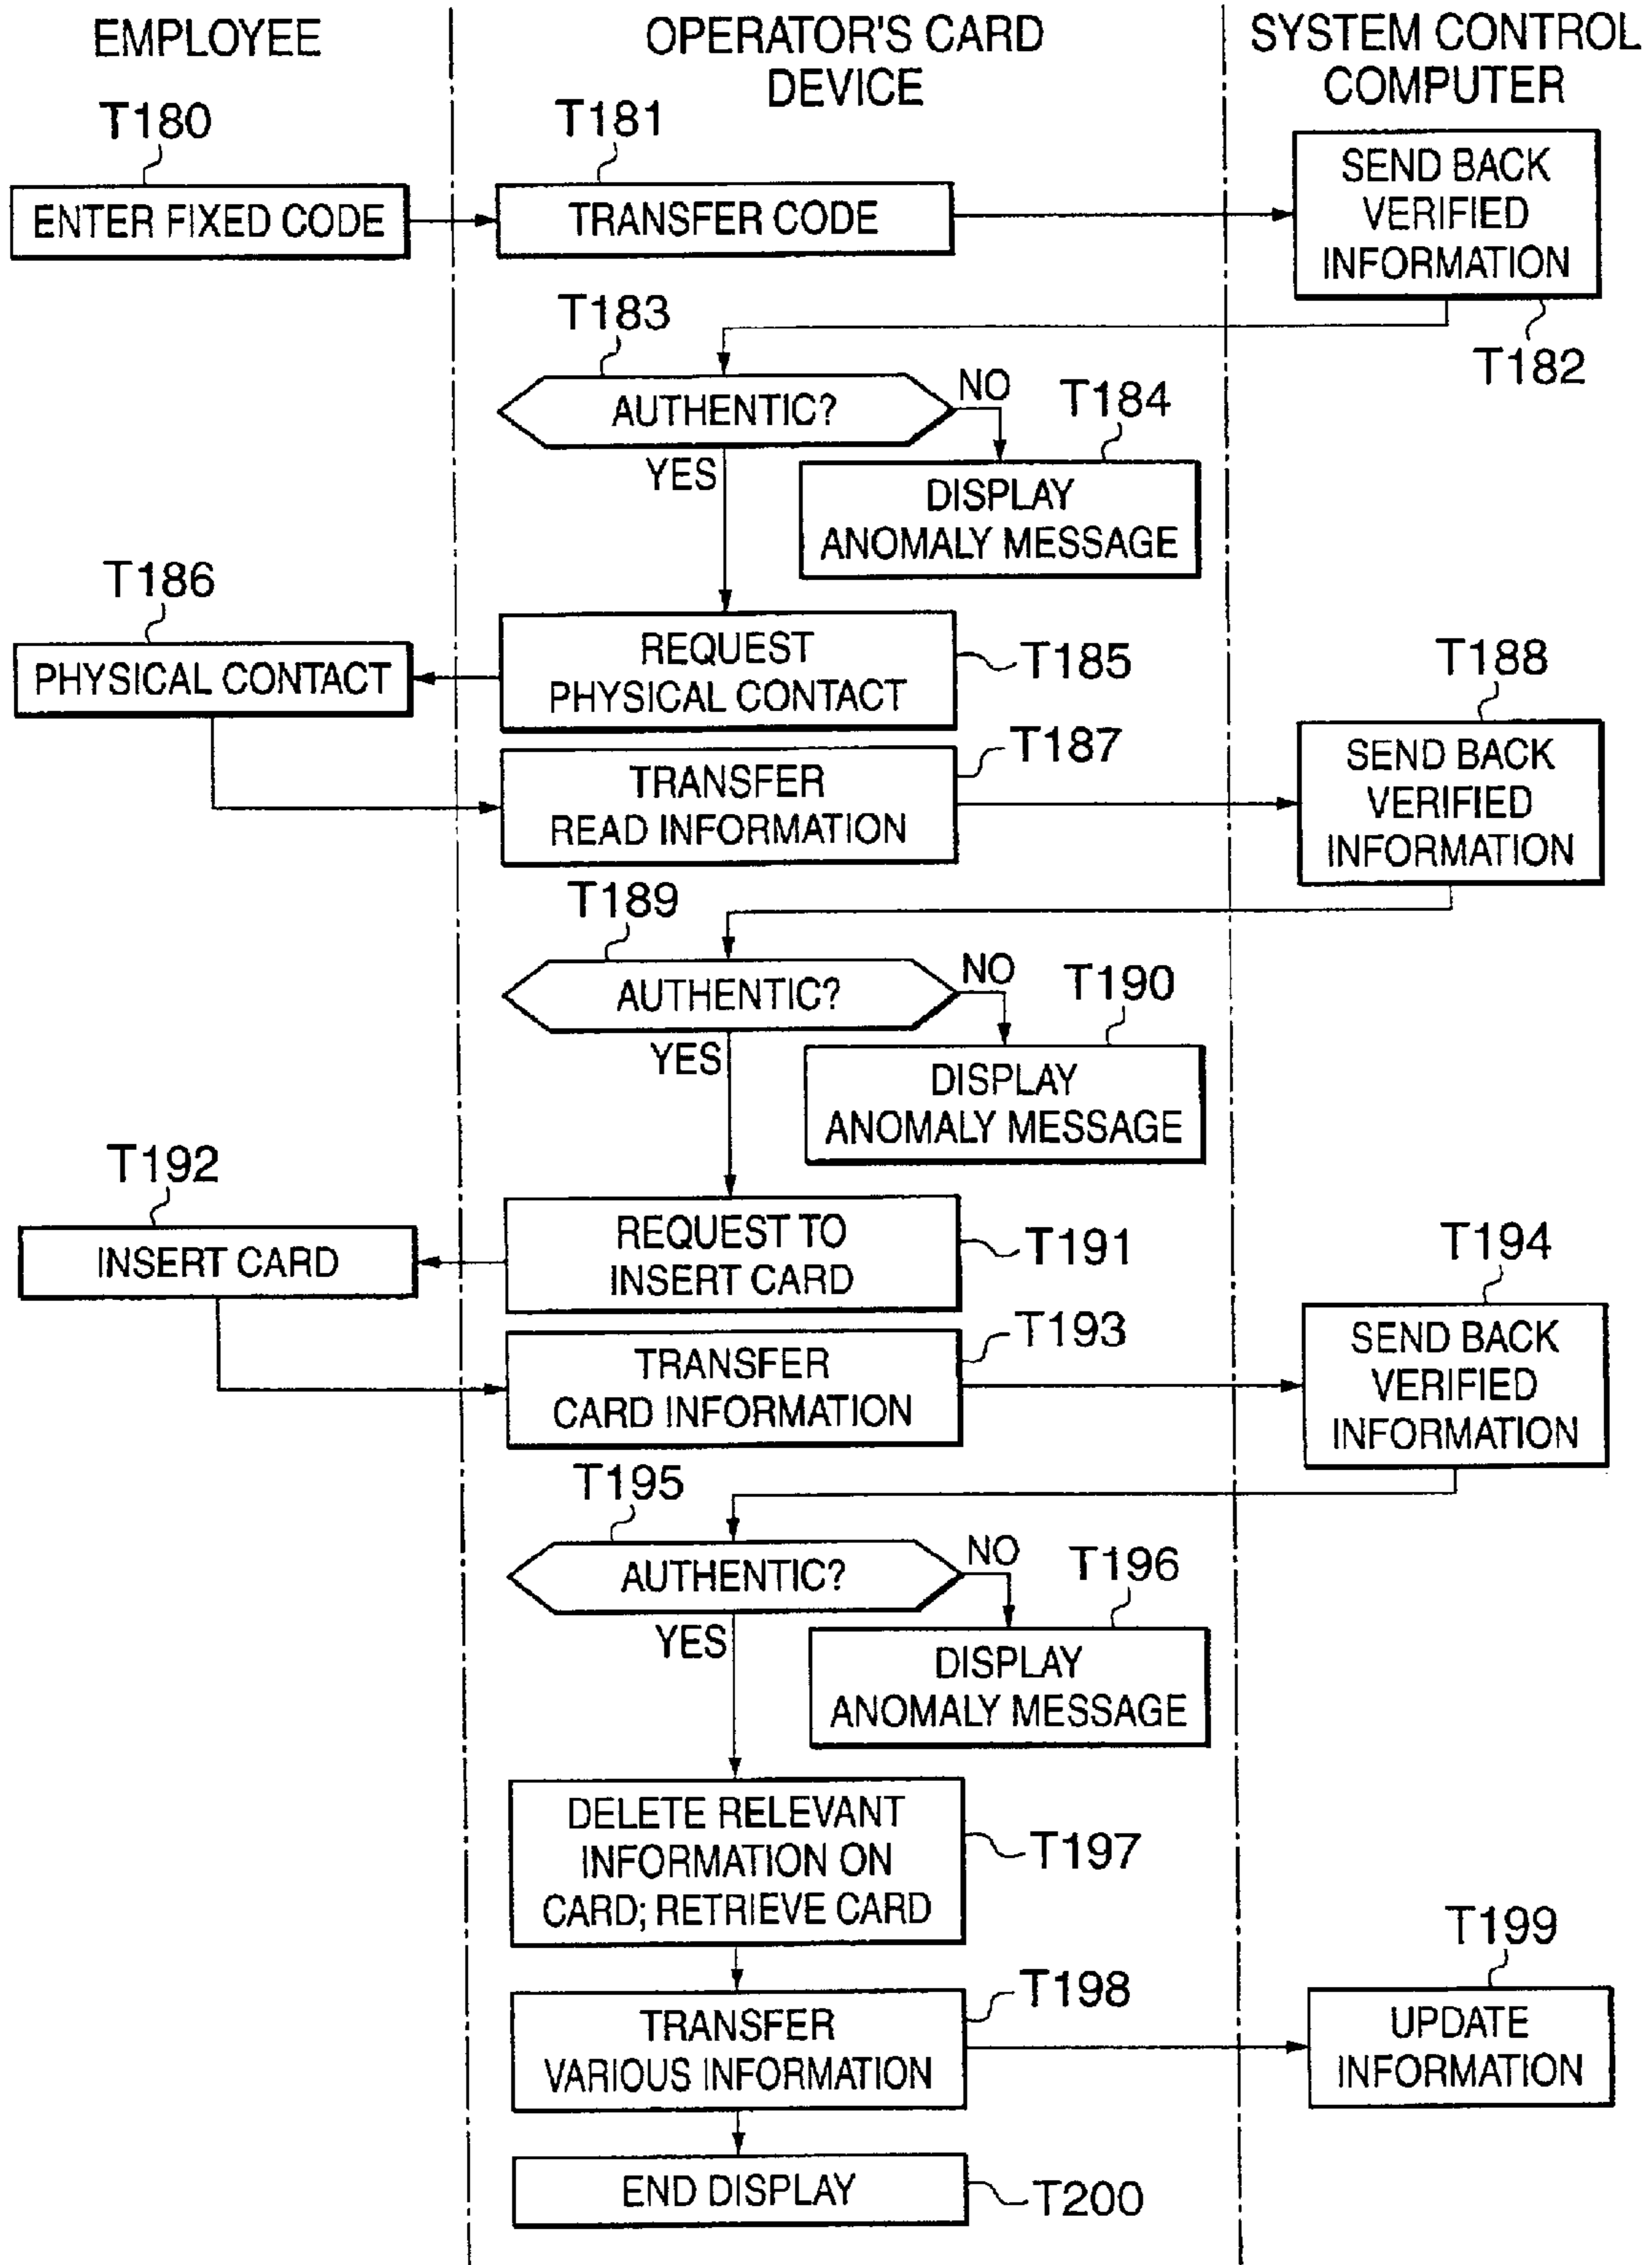 EMPLOYEE
OPERATOR'S CARD
DEVICE
SYSTEM CONTROL
COMPUTER
T180
ENTER FIXED CODE
T181
TRANSFER CODE
SEND BACK
VERIFIED
INFORMATION
T182
T183
AUTHENTIC?
NO
YES
T184
DISPLAY
ANOMALY MESSAGE
T186
PHYSICAL CONTACT
REQUEST
PHYSICAL CONTACT
T185
TRANSFER
READ INFORMATION
T187
T188
SEND BACK
VERIFIED
INFORMATION
T189
AUTHENTIC?
NO
YES
T190
DISPLAY
ANOMALY MESSAGE
T192
INSERT CARD
REQUEST TO
INSERT CARD
T191
TRANSFER
CARD INFORMATION
T193
T194
SEND BACK
VERIFIED
INFORMATION
T195
AUTHENTIC?
NO
YES
T196
DISPLAY
ANOMALY MESSAGE
DELETE RELEVANT
INFORMATION ON
CARD; RETRIEVE CARD
T197
TRANSFER
VARIOUS INFORMATION
T198
T199
UPDATE
INFORMATION
END DISPLAY
T200